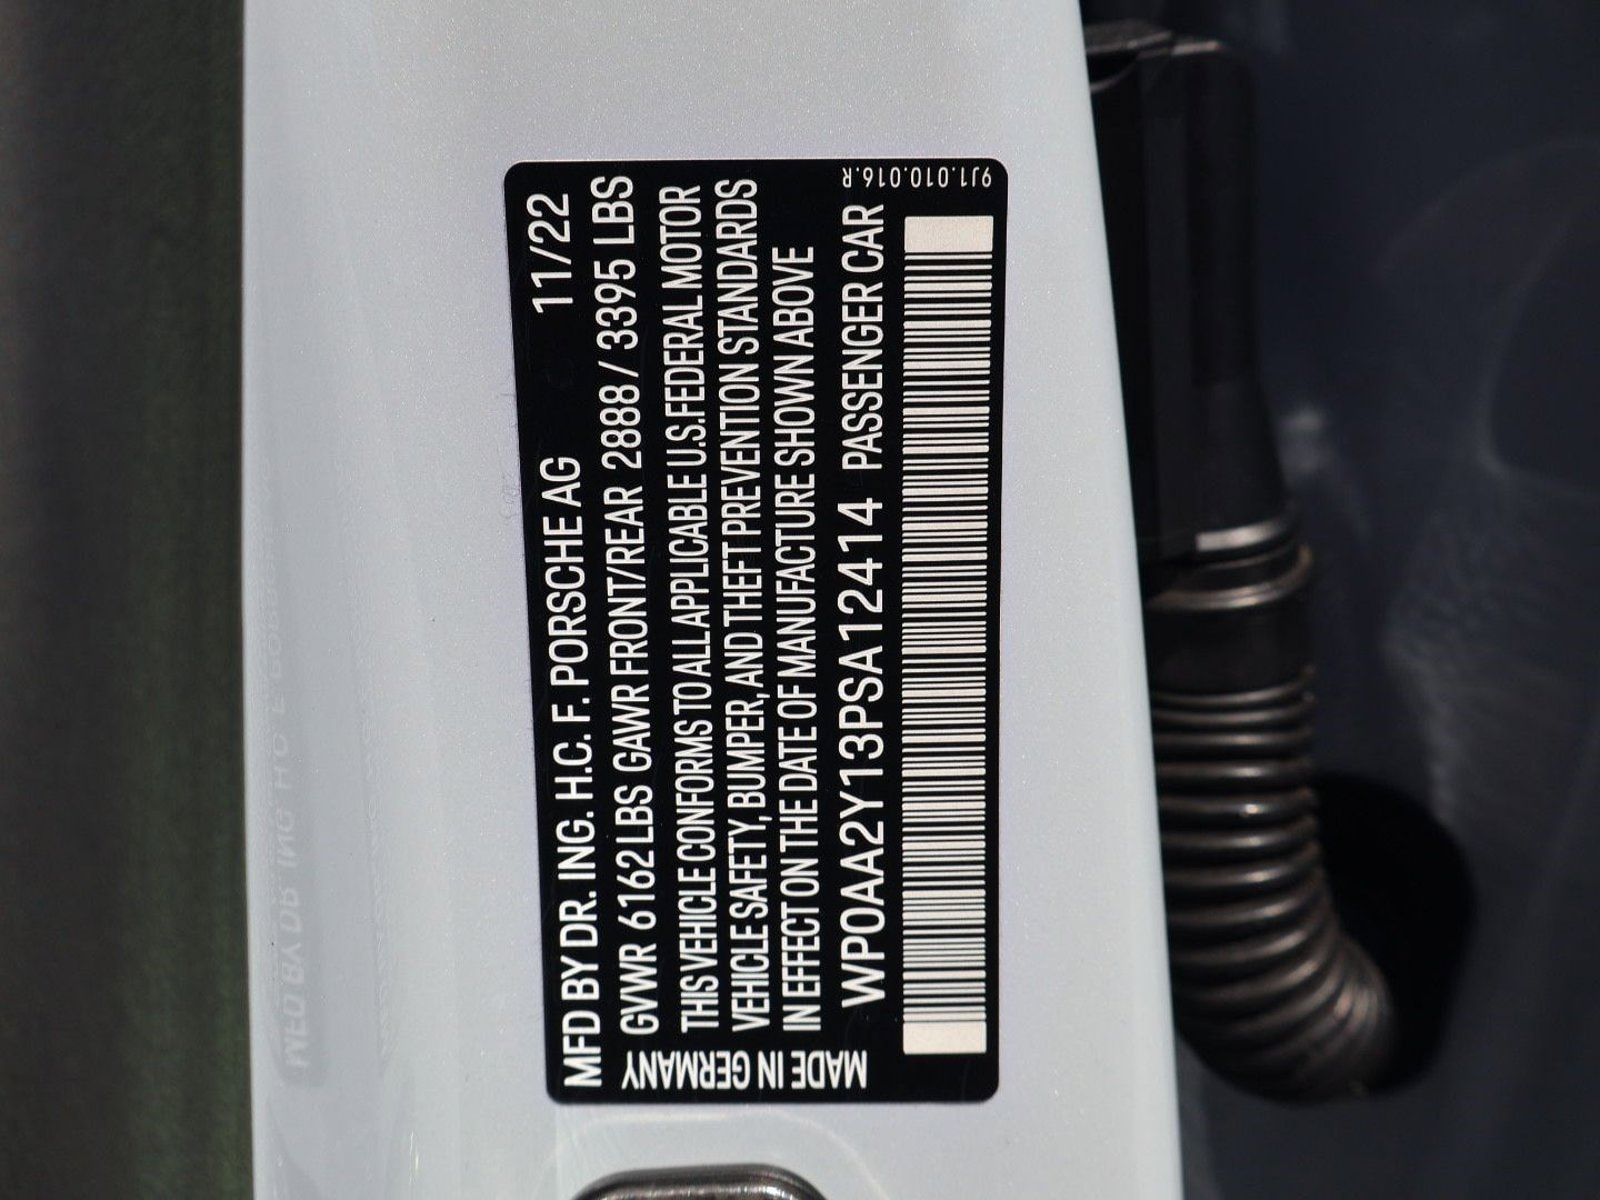 MFD BY DR. ING. H.C. F. PORSCHE AG 11/22
GVWR 6162 LBS GAWR FRONT/REAR 2888 / 3395 LBS
THIS VEHICLE CONFORMS TO ALL APPLICABLE U.S. FEDERAL MOTOR
VEHICLE SAFETY, BUMPER, AND THEFT PREVENTION STANDARDS
IN EFFECT ON THE DATE OF MANUFACTURE SHOWN ABOVE
WP0AA2Y13PSA12414 PASSENGER CAR
MADE IN GERMANY
9J1.010.016.R